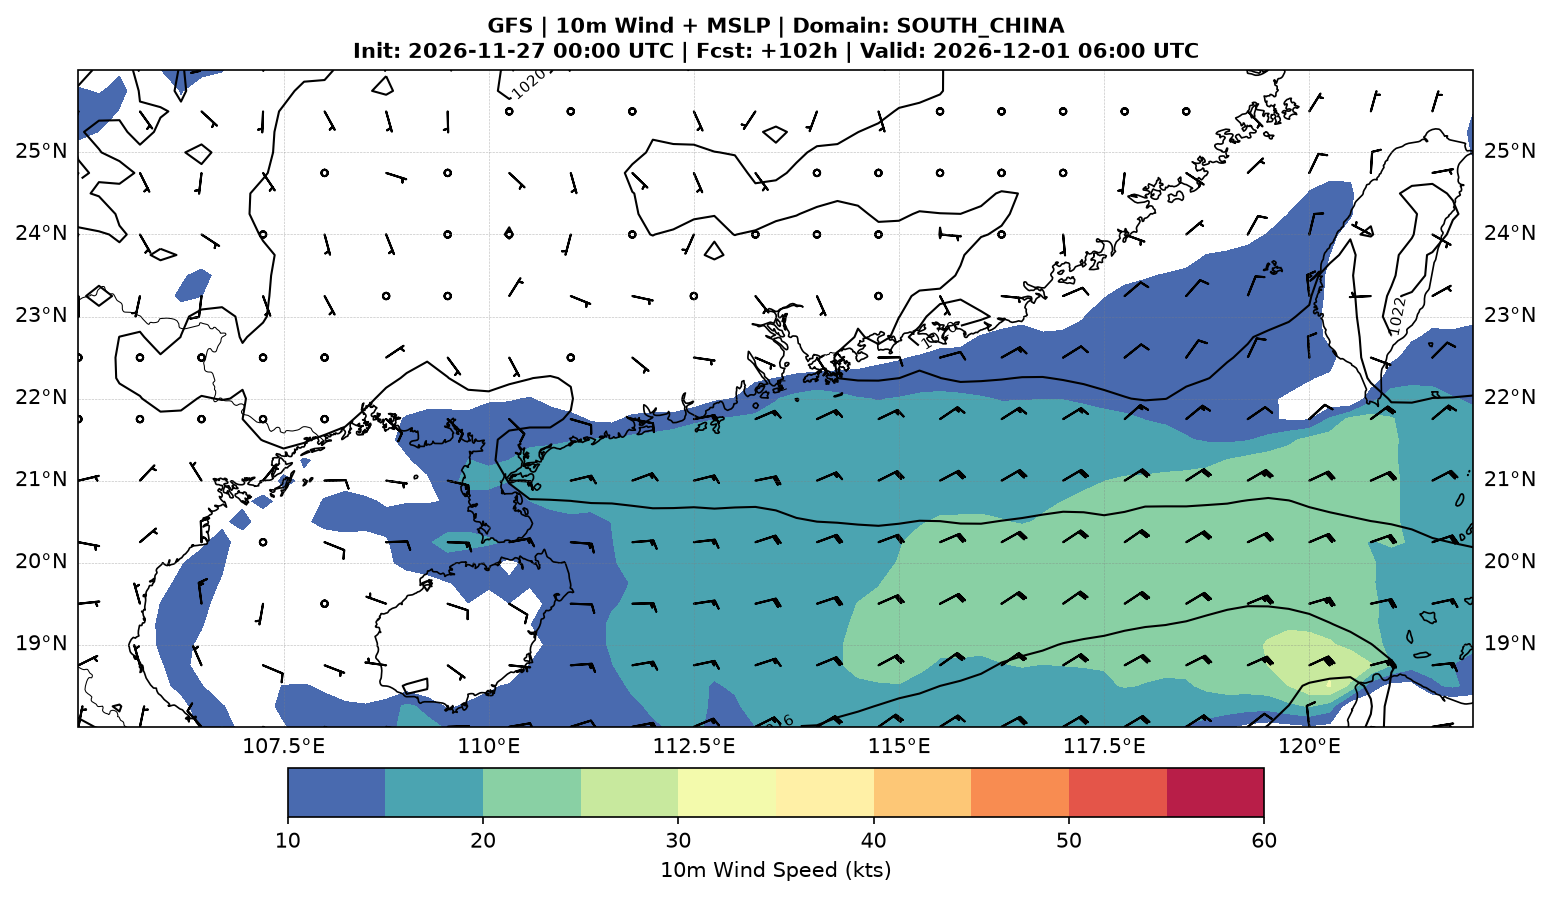 GFS | 10m Wind + MSLP | Domain: SOUTH_CHINA
Init: 2026-11-27 00:00 UTC | Fcst: +102h | Valid: 2026-12-01 06:00 UTC
1020
25°N 25°N
24°N 24°N
23°N 1022 23°N
22°N 22°N
21°N 21°N
20°N 20°N
19°N 19°N
107.5°E 110°E 112.5°E 115°E 117.5°E 120°E
10 20 30 40 50 60
10m Wind Speed (kts)